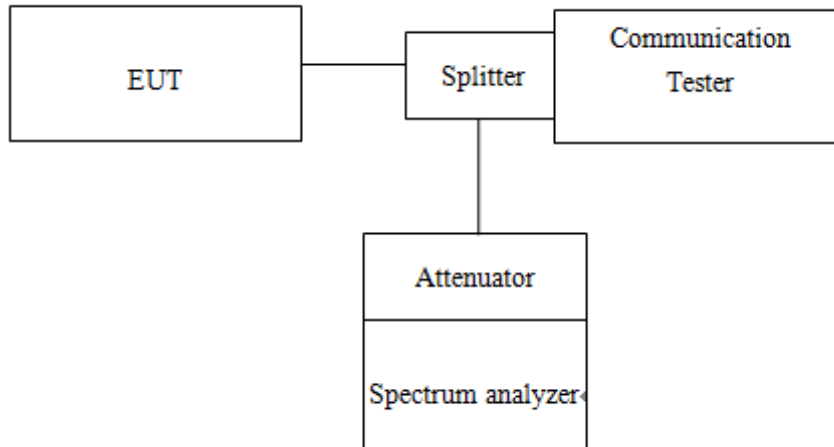 EUT
Splitter
Communication
Tester
Attenuator
Spectrum analyzer